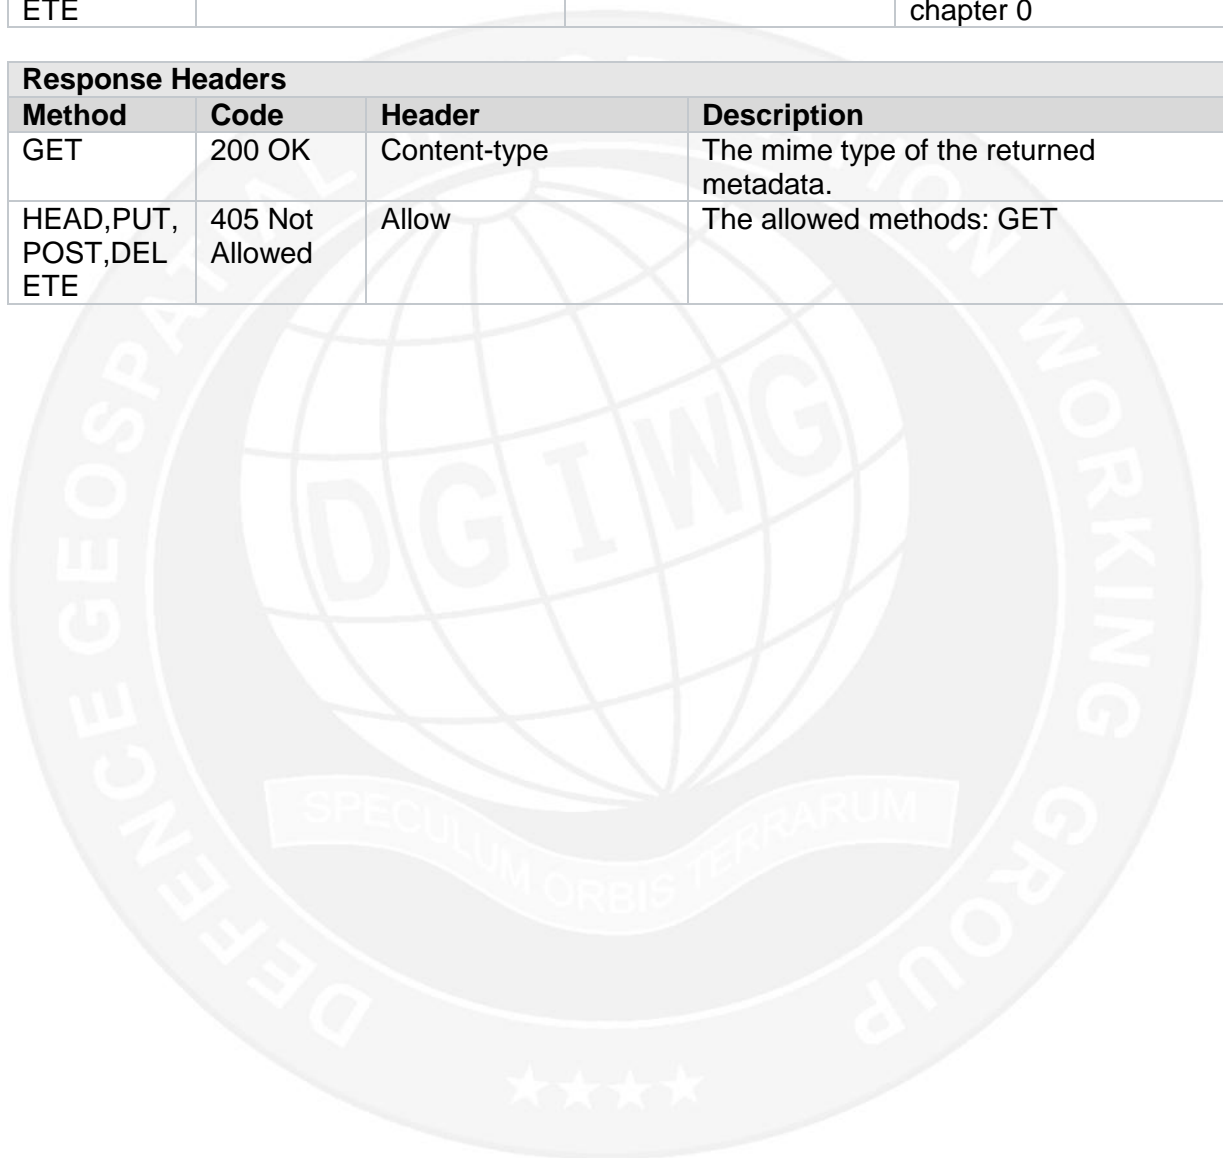 ETE chapter 0
Response Headers
Method Code Header Description
GET 200 OK Content-type The mime type of the returned
metadata.
HEAD,PUT, 405 Not Allow The allowed methods: GET
POST,DEL Allowed
ETE
DEFENCE GEOSPATIAL INFORMATION WORKING GROUP
DGIWG
SPECULUM ORBIS TERRARUM